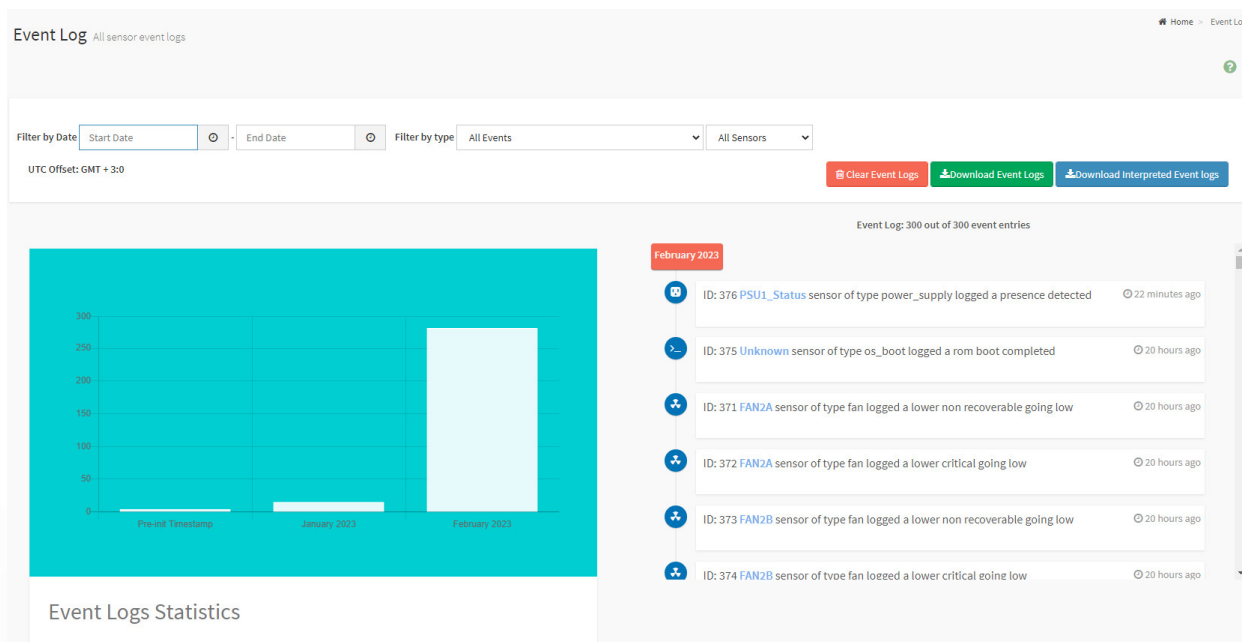 Event Log All sensor event logs
Home > Event Lo
Filter by Date Start Date - End Date Filter by type All Events All Sensors
UTC Offset: GMT + 3:0
Clear Event Logs Download Event Logs Download Interpreted Event logs
Event Log: 300 out of 300 event entries
February 2023
ID: 376 PSU1_Status sensor of type power_supply logged a presence detected 22 minutes ago
ID: 375 Unknown sensor of type os_boot logged a rom boot completed 20 hours ago
ID: 371 FAN2A sensor of type fan logged a lower non recoverable going low 20 hours ago
ID: 372 FAN2A sensor of type fan logged a lower critical going low 20 hours ago
ID: 373 FAN2B sensor of type fan logged a lower non recoverable going low 20 hours ago
ID: 374 FAN2B sensor of type fan logged a lower critical going low 20 hours ago
300
250
200
150
100
50
0
Pre-init Timestamp January 2023 February 2023
Event Logs Statistics